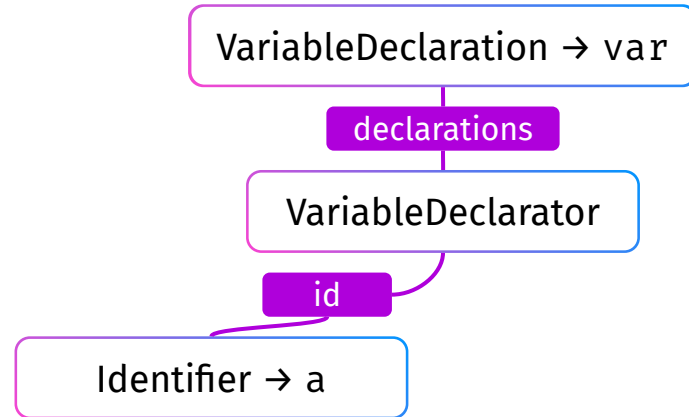 VariableDeclaration → var
declarations
VariableDeclarator
id
Identifier → a